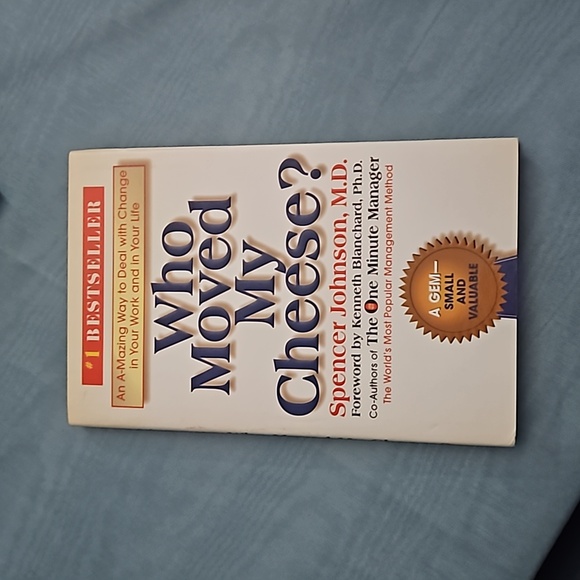 #1 BESTSELLER
An A-Mazing Way to Deal with Change
in Your Work and in Your Life
Who
Moved
My
Cheese?
Spencer Johnson, M.D.
Foreword by Kenneth Blanchard, Ph.D.
Co-Authors of The One Minute Manager
The World's Most Popular Management Method
A GEM—
SMALL
AND
VALUABLE